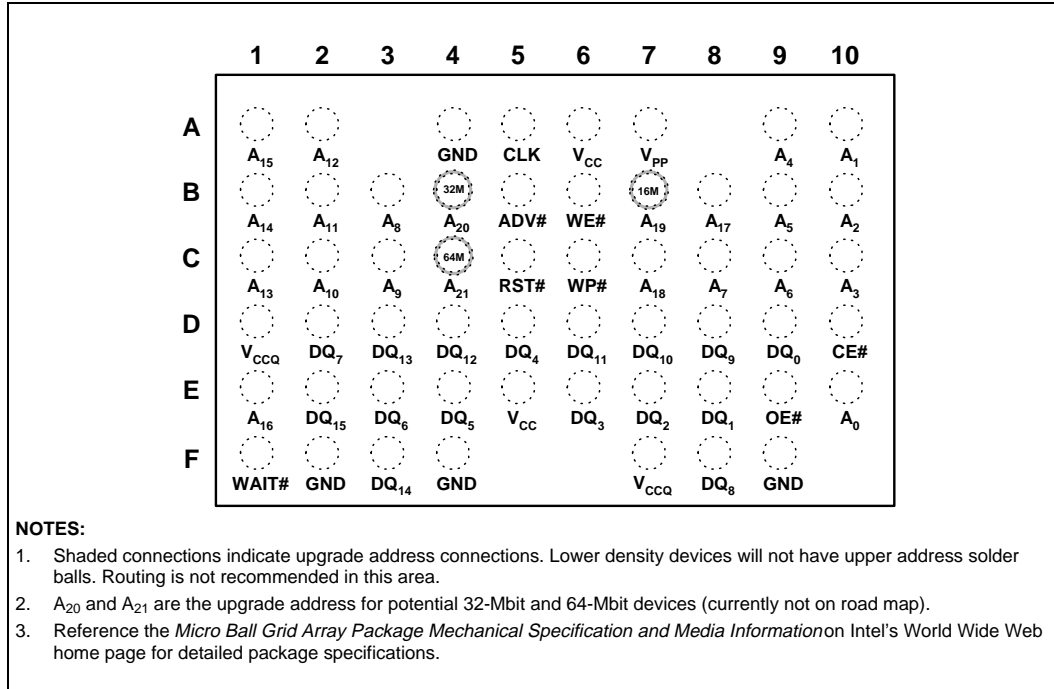 1 2 3 4 5 6 7 8 9 10
A
A15 A12 GND CLK VCC VPP A4 A1
B 32M 16M
A14 A11 A8 A20 ADV# WE# A19 A17 A5 A2
C 64M
A13 A10 A9 A21 RST# WP# A18 A7 A6 A3
D
VCCQ DQ7 DQ13 DQ12 DQ4 DQ11 DQ10 DQ9 DQ0 CE#
E
A16 DQ15 DQ6 DQ5 VCC DQ3 DQ2 DQ1 OE# A0
F
WAIT# GND DQ14 GND VCCQ DQ8 GND
NOTES:
1. Shaded connections indicate upgrade address connections. Lower density devices will not have upper address solder
balls. Routing is not recommended in this area.
2. A20 and A21 are the upgrade address for potential 32-Mbit and 64-Mbit devices (currently not on road map).
3. Reference the Micro Ball Grid Array Package Mechanical Specification and Media Informationon Intel's World Wide Web
home page for detailed package specifications.